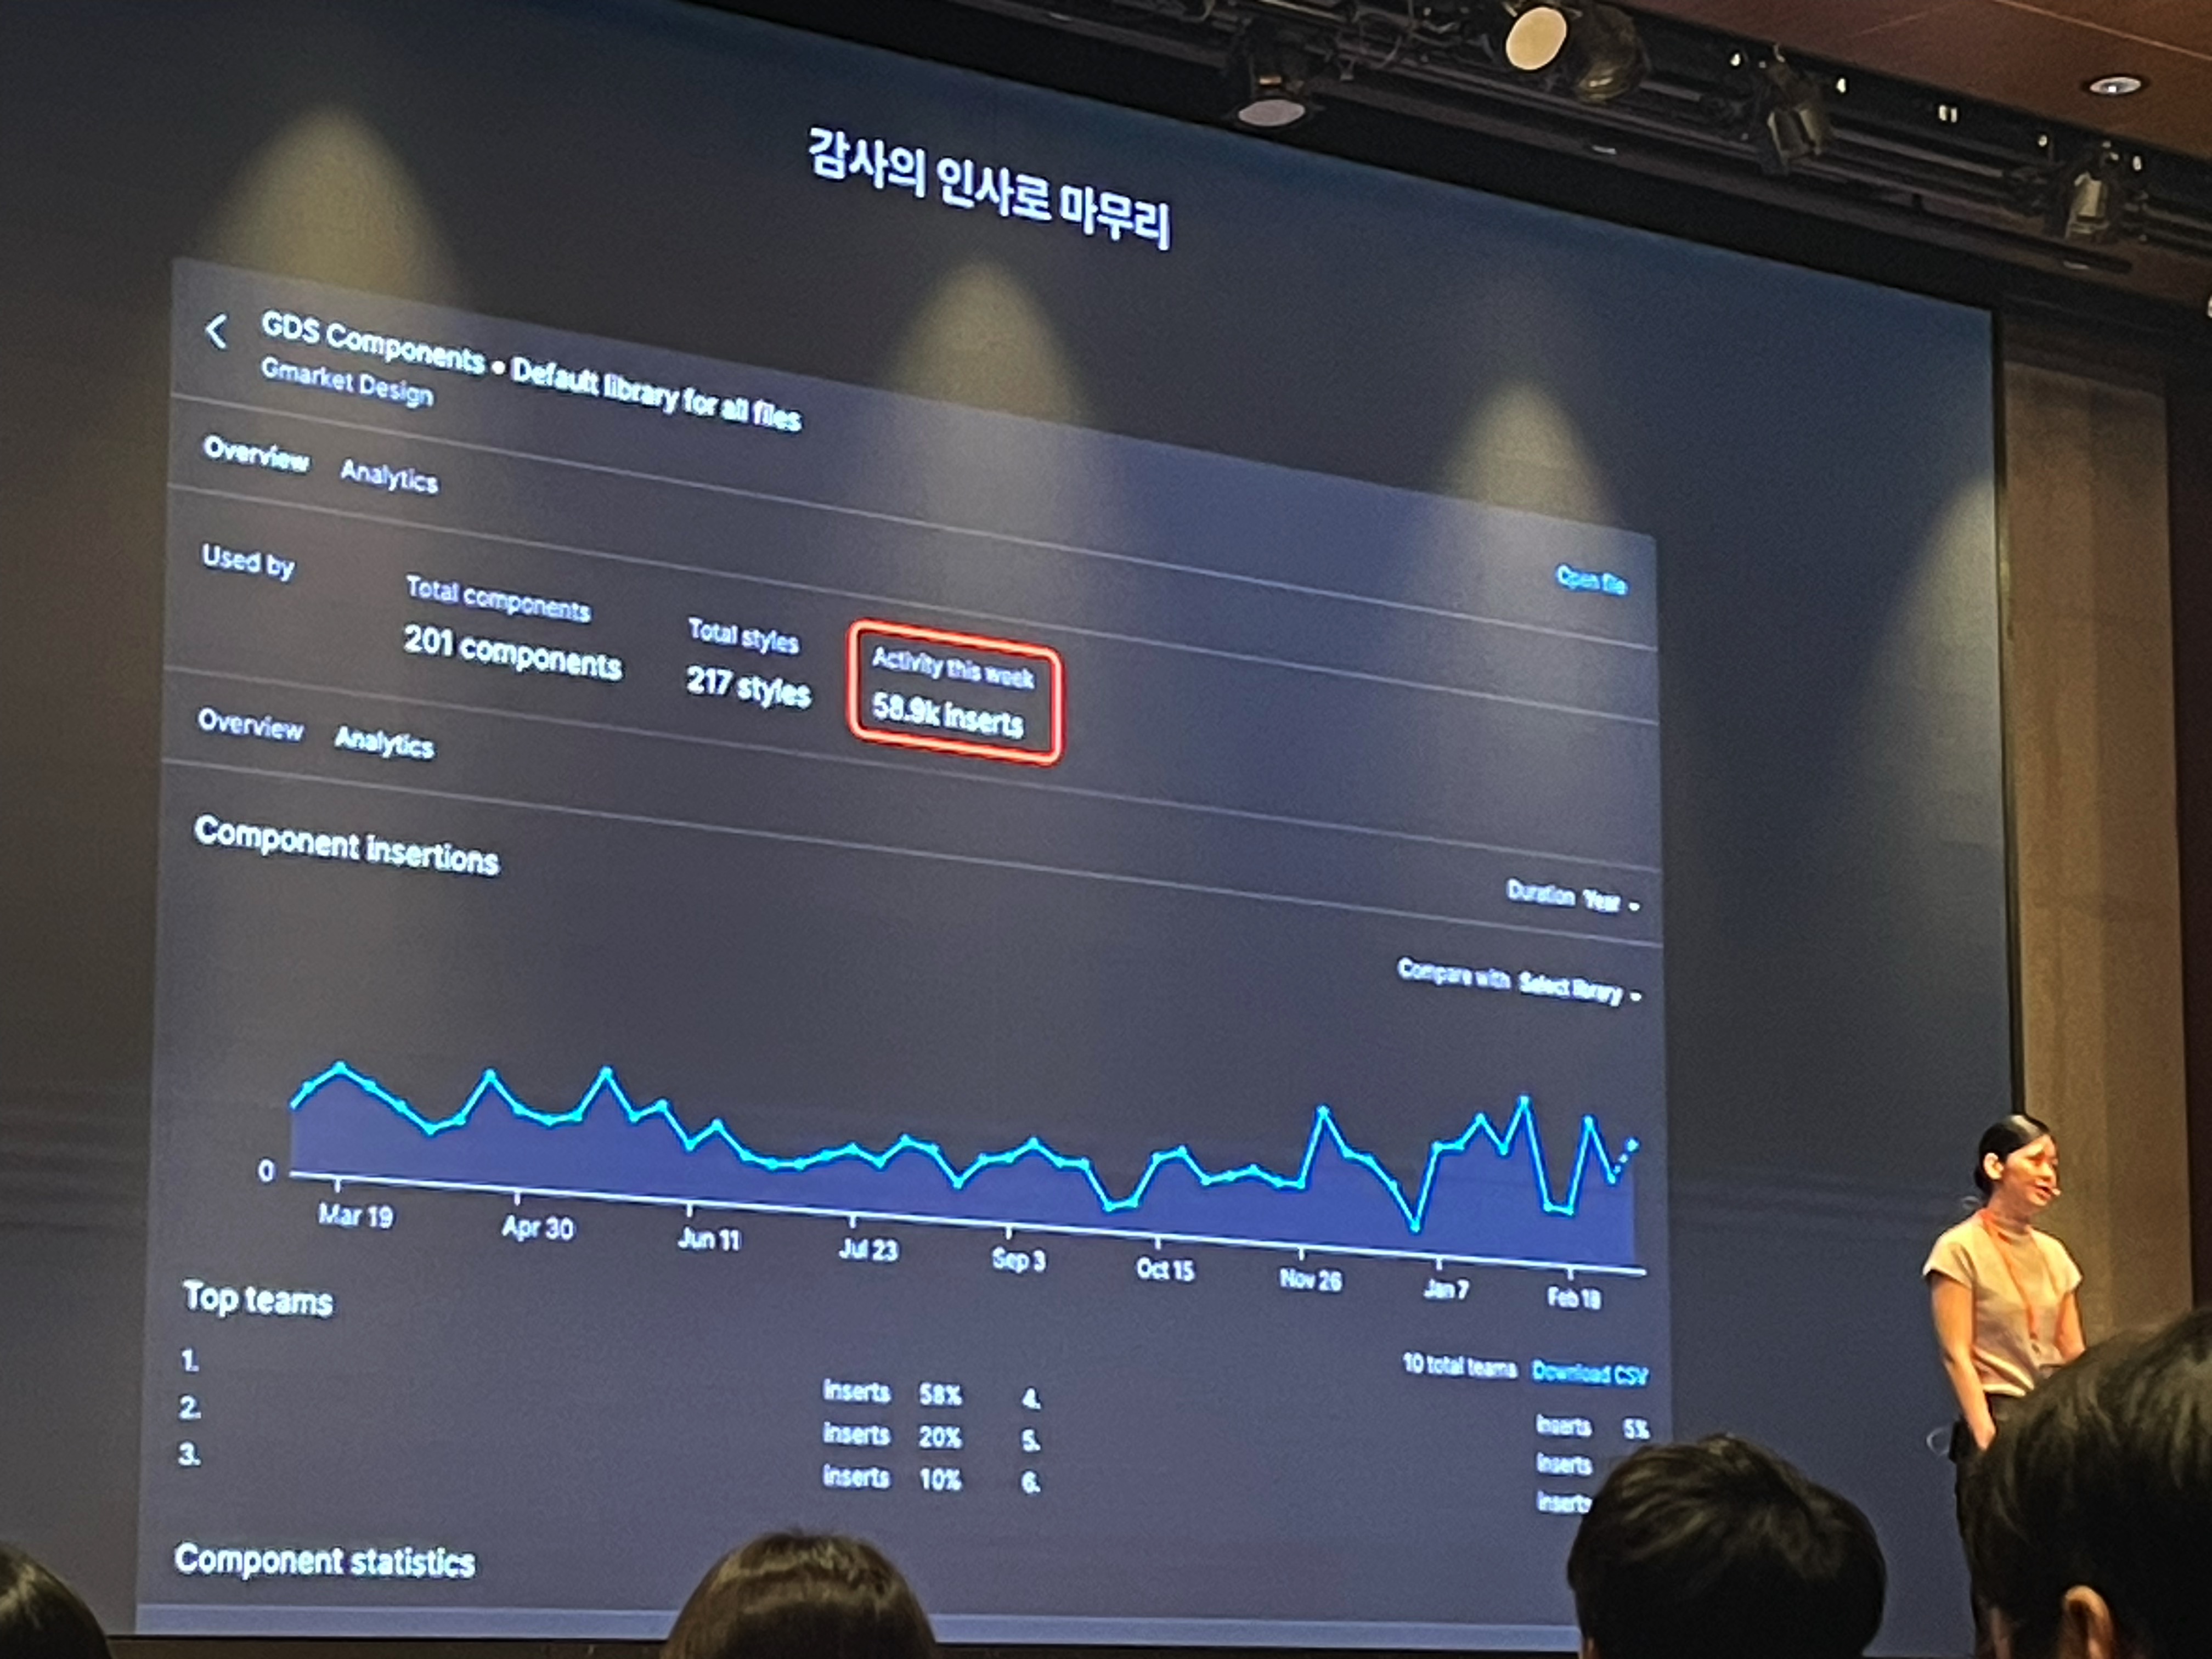 감사의 인사로 마무리
GDS Components • Default library for all files
Gmarket Design
Open file
Overview Analytics
Used by
Total components
201 components
Total styles
217 styles
Activity this week
58.9k inserts
Overview Analytics
Duration Year
Component insertions
Compare with Select library
0
Mar 19 Apr 30 Jun 11 Jul 23 Sep 3 Oct 15 Nov 26 Jan 7 Feb 18
Top teams
10 total teams Download CSV
1. inserts 58% 4. inserts 5%
2. inserts 20% 5. inserts
3. inserts 10% 6. inserts
Component statistics